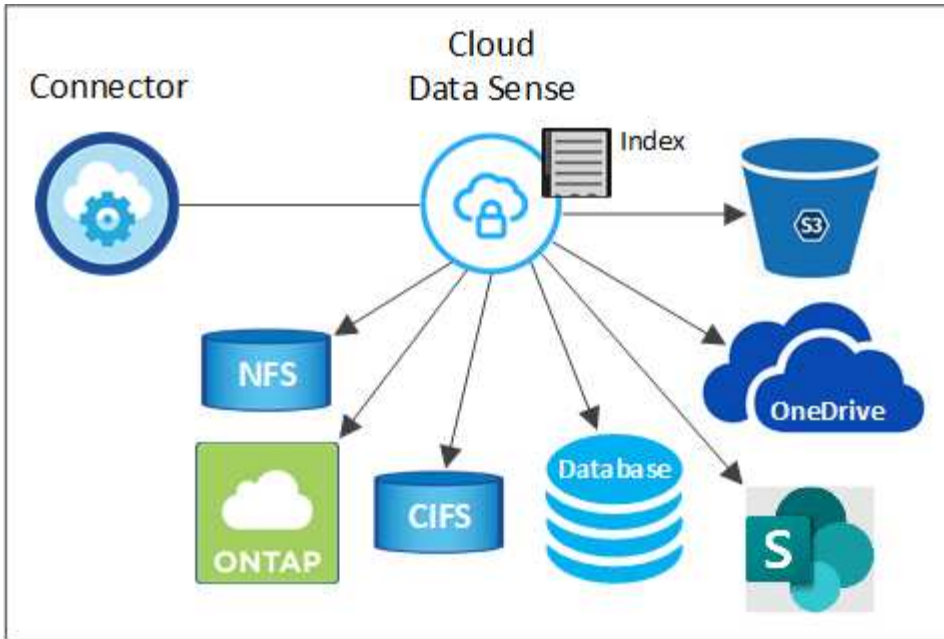 Cloud
Data Sense
Connector
Index
S3
NFS
OneDrive
ONTAP
CIFS
Database
S